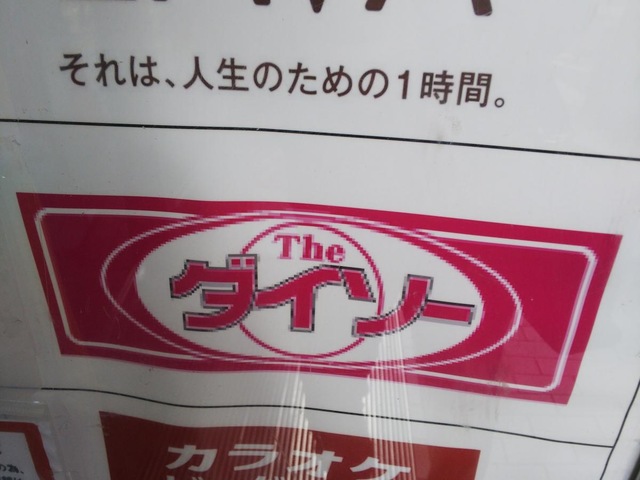 それは、人生のための1時間。
The
ダイソー
カラオケ